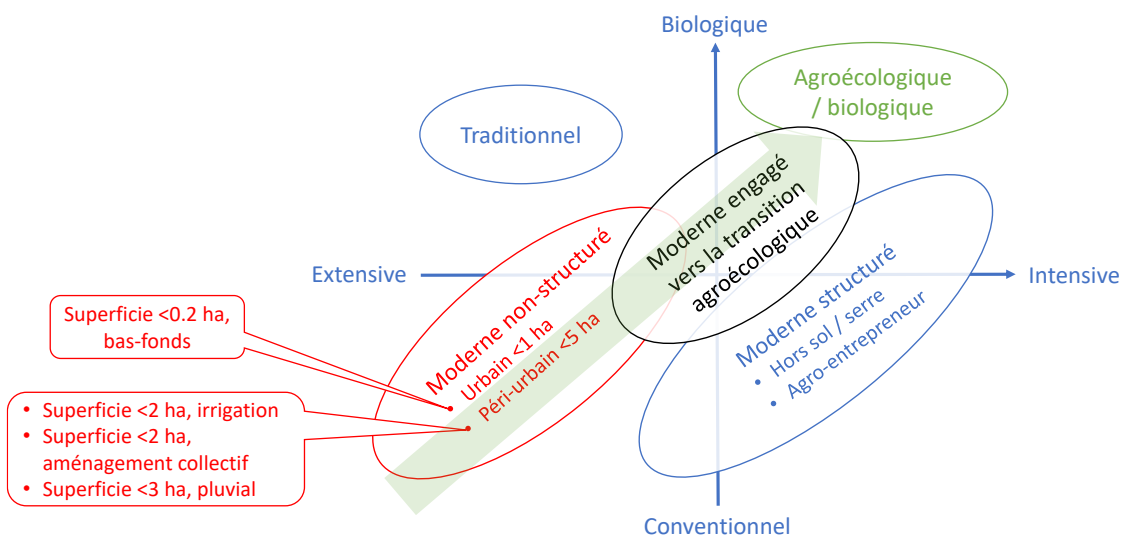 Biologique
Agroécologique
/ biologique
Traditionnel
Moderne engagé
vers la transition
agroécologique
Extensive
Intensive
Moderne non-structuré
• Urbain <1 ha
• Péri-urbain <5 ha
Moderne structuré
• Hors sol / serre
• Agro-entrepreneur
Superficie <0.2 ha,
bas-fonds
• Superficie <2 ha, irrigation
• Superficie <2 ha,
aménagement collectif
• Superficie <3 ha, pluvial
Conventionnel